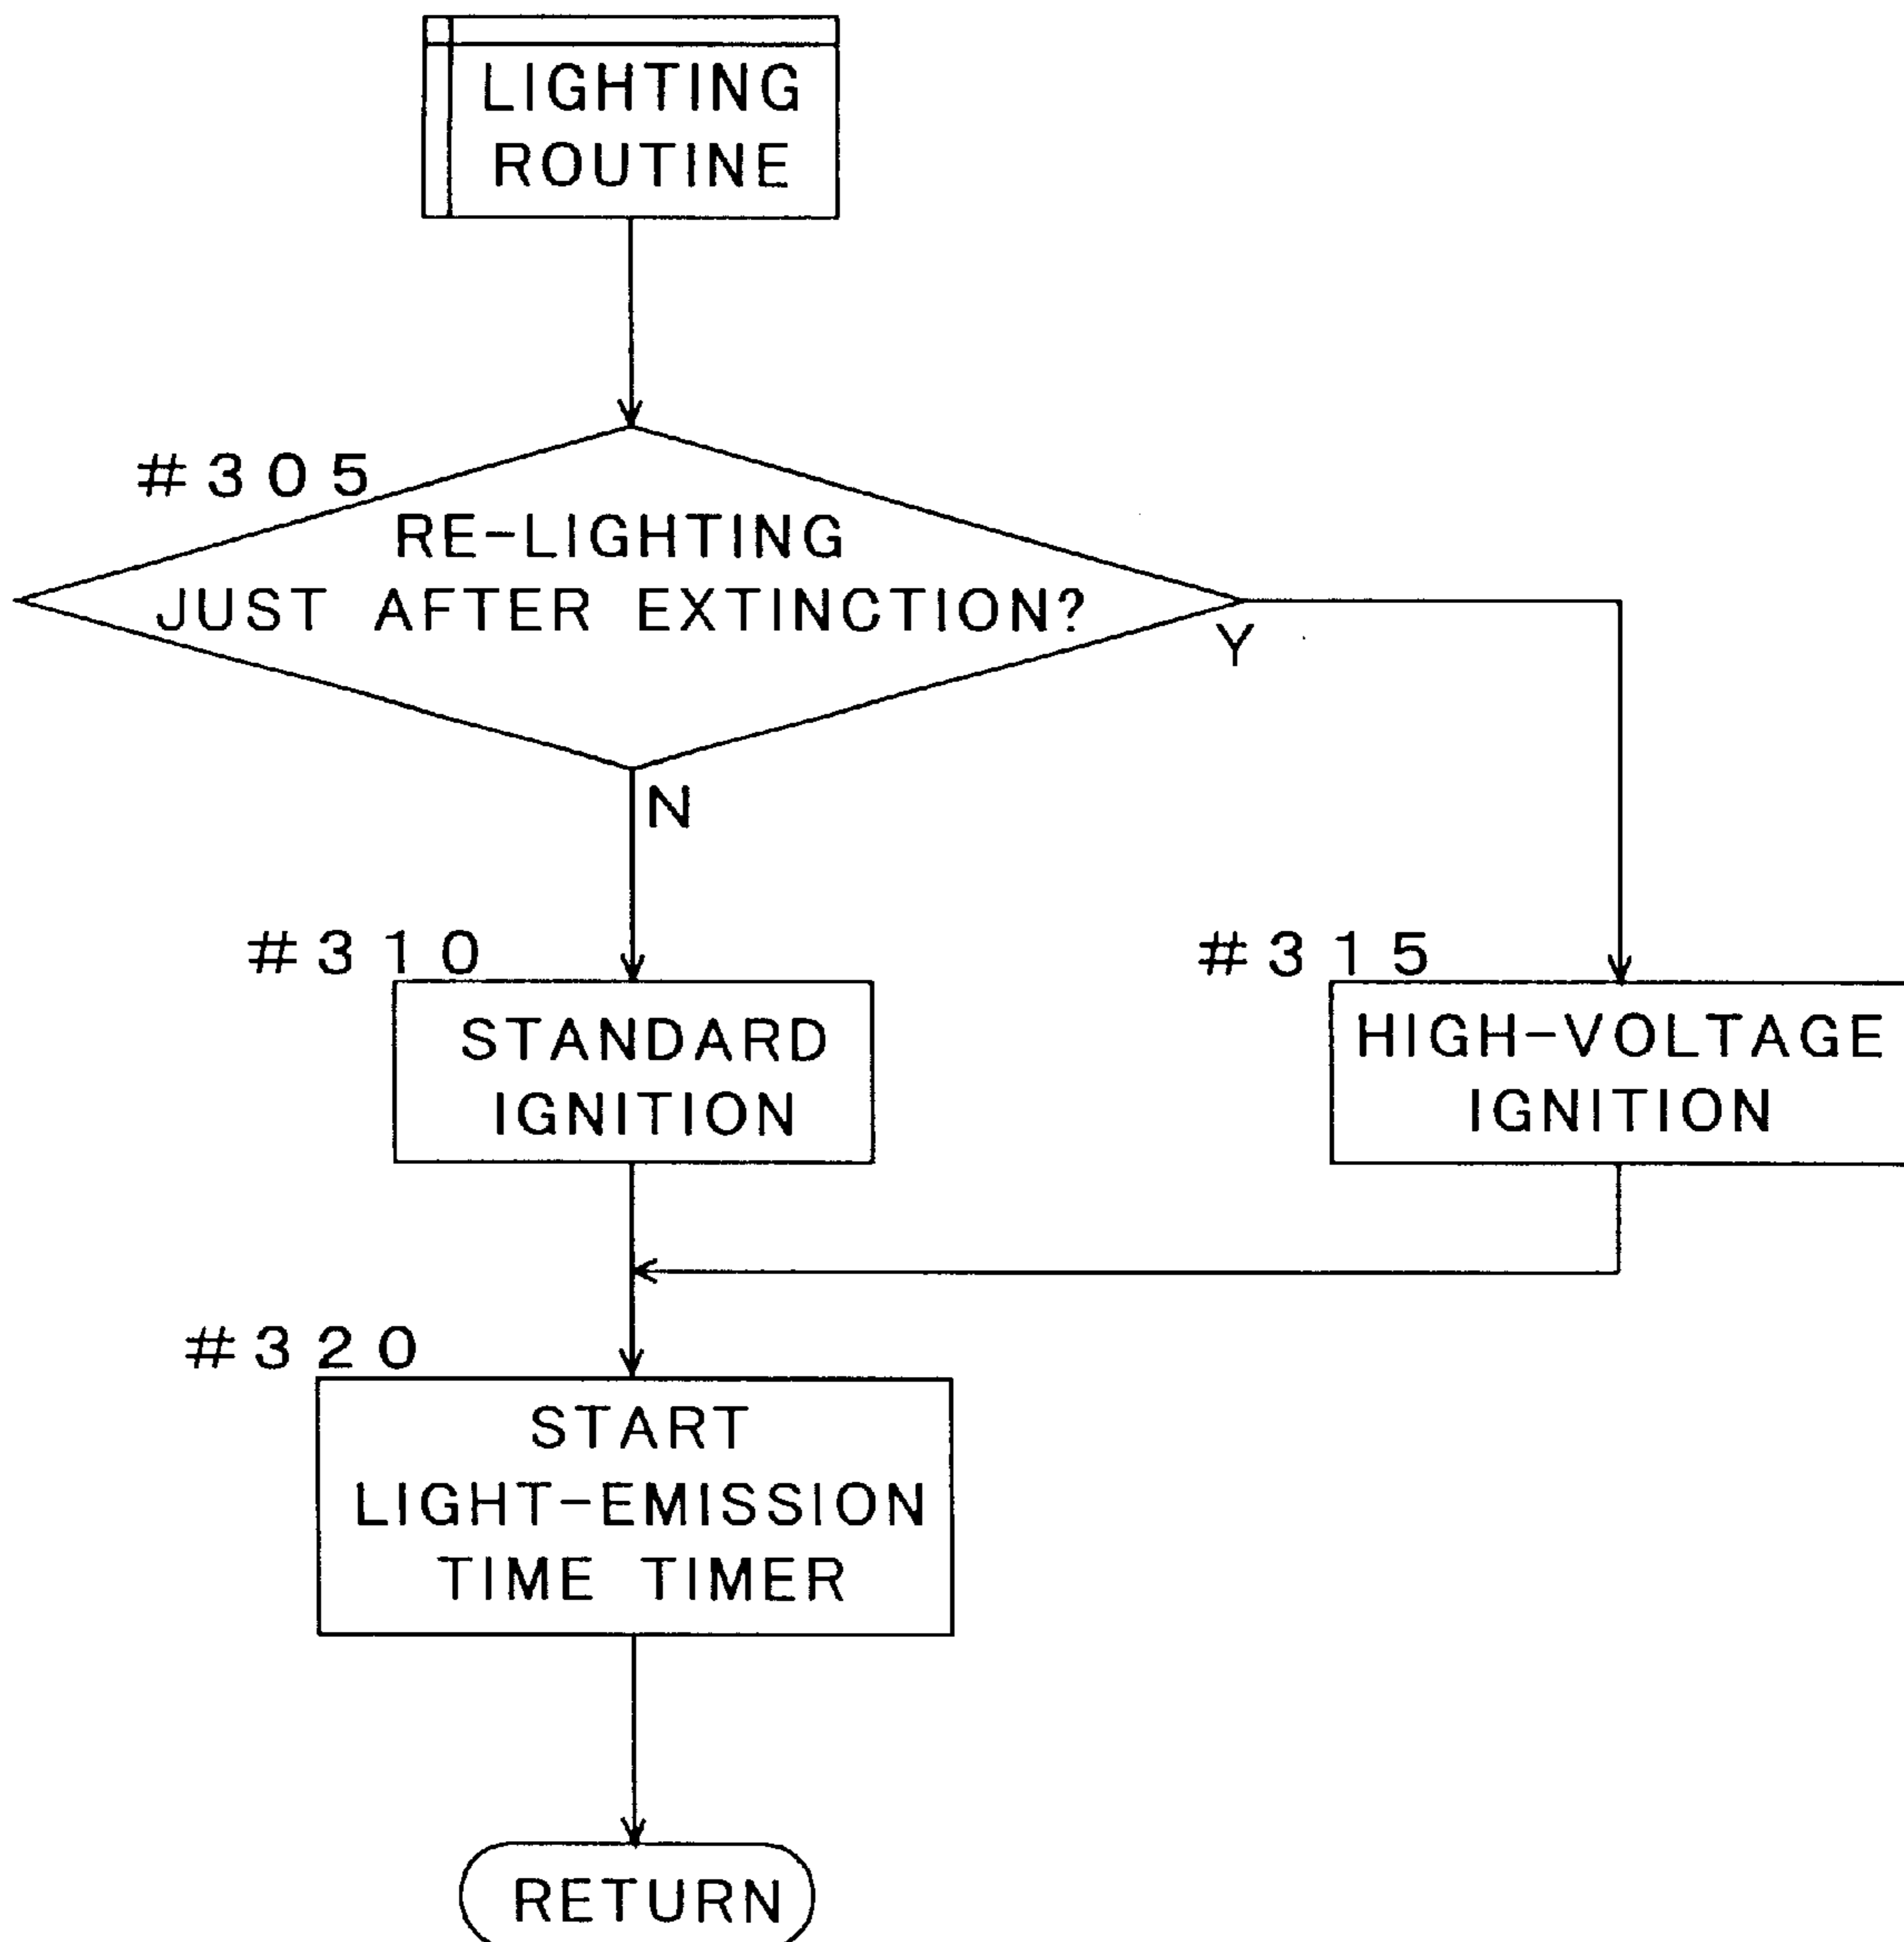 LIGHTING
ROUTINE
#305
RE-LIGHTING
JUST AFTER EXTINCTION?
Y
N
#310
STANDARD
IGNITION
#315
HIGH-VOLTAGE
IGNITION
#320
START
LIGHT-EMISSION
TIME TIMER
RETURN